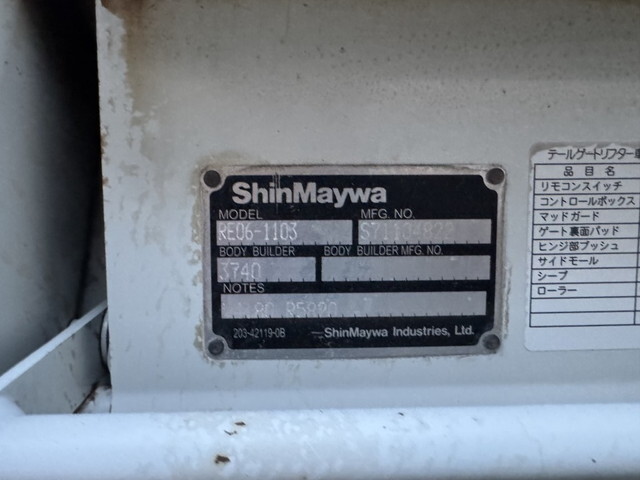 ShinMaywa
MODEL MFG. NO.
RE06-1103
BODY BUILDER BODY BUILDER MFG. NO.
3740
NOTES
R5900
203-42119-0B ShinMaywa Industries, Ltd.
テールゲートリフター
品目名
リモコンスイッチ
コントロールボックス
マッドガード
ゲート裏面パッド
ヒンジ部ブッシュ
サイドモール
シーブ
ローラー